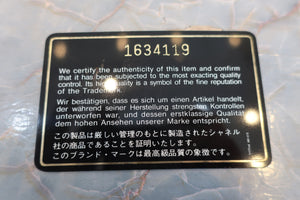 1634119
We certify the authenticity of this item and confirm
that it has been subjected to the most exacting quality
control. Its high quality is a symbol of the fine reputation
of the Trademark.
Wir bestätigen, dass es sich um einen Artikel handelt,
der während seiner Herstellung strengsten Kontrollen
unterworfen war, und dessen erstklassige Qualität
dem hohen Ansehen unserer Marke entspricht.
この製品は厳しい管理のもとに製造されたシャネル
社の商品であることを証明いたします。
このブランド・マークは最高級品質の象徴です。